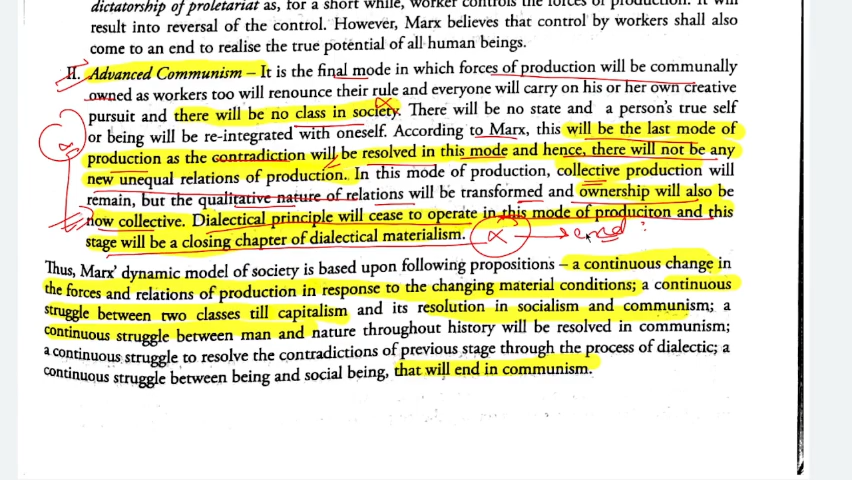 dictatorship of proletariat as, for a short while, worker controls the forces of production. It will
result into reversal of the control. However, Marx believes that control by workers shall also
come to an end to realise the true potential of all human beings.
II. Advanced Communism – It is the final mode in which forces of production will be communally
owned as workers too will renounce their rule and everyone will carry on his or her own creative
pursuit and there will be no class in society. There will be no state and a person's true self
or being will be re-integrated with oneself. According to Marx, this will be the last mode of
production as the contradiction will be resolved in this mode and hence, there will not be any
new unequal relations of production. In this mode of production, collective production will
remain, but the qualitative nature of relations will be transformed and ownership will also be
now collective. Dialectical principle will cease to operate in this mode of produciton and this
stage will be a closing chapter of dialectical materialism.
Thus, Marx' dynamic model of society is based upon following propositions – a continuous change in
the forces and relations of production in response to the changing material conditions; a continuous
struggle between two classes till capitalism and its resolution in socialism and communism; a
continuous struggle between man and nature throughout history will be resolved in communism;
a continuous struggle to resolve the contradictions of previous stage through the process of dialectic; a
continuous struggle between being and social being, that will end in communism.